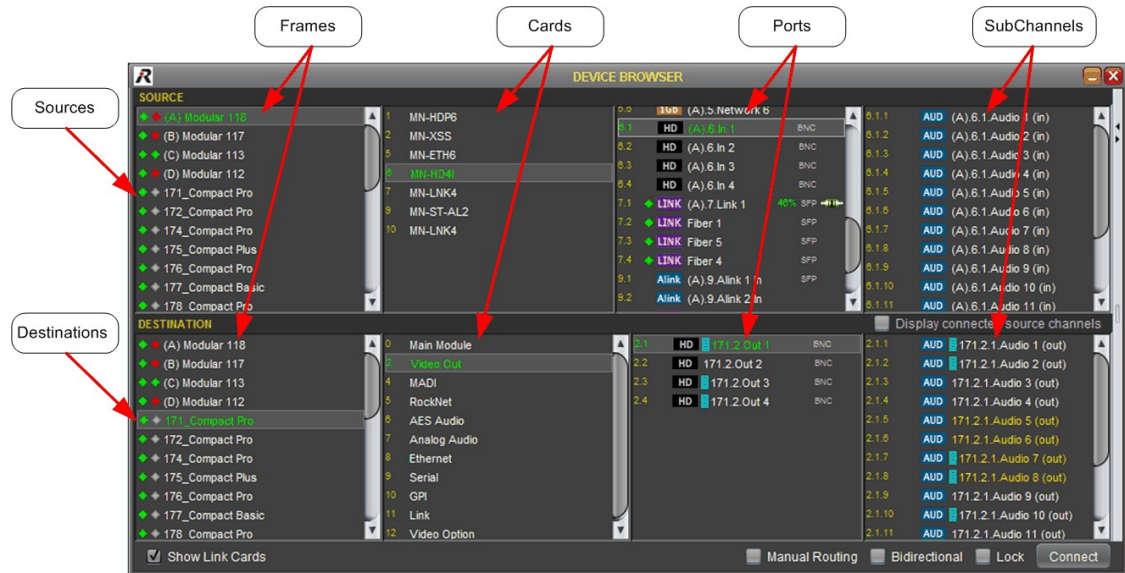 Frames
Cards
Ports
SubChannels
Sources
Destinations
DEVICE BROWSER
SOURCE
(A) Modular 118
(B) Modular 117
(C) Modular 113
(D) Modular 112
171_Compact Pro
172_Compact Pro
174_Compact Pro
175_Compact Plus
176_Compact Pro
177_Compact Basic
178_Compact Pro
1 MN-HDP6
2 MN-XSS
5 MN-ETH6
6 MN-HD4I
7 MN-LNK4
9 MN-ST-AL2
10 MN-LNK4
5.6 1GB (A).5.Network 6
6.1 HD (A).6.In 1 BNC
6.2 HD (A).6.In 2 BNC
6.3 HD (A).6.In 3 BNC
6.4 HD (A).6.In 4 BNC
7.1 LINK (A).7.Link 1 46% SFP
7.2 LINK Fiber 1 SFP
7.3 LINK Fiber 5 SFP
7.4 LINK Fiber 4 SFP
9.1 Alink (A).9.Alink 1 In SFP
9.2 Alink (A).9.Alink 2 In
6.1.1 AUD (A).6.1.Audio 1 (in)
6.1.2 AUD (A).6.1.Audio 2 (in)
6.1.3 AUD (A).6.1.Audio 3 (in)
6.1.4 AUD (A).6.1.Audio 4 (in)
6.1.5 AUD (A).6.1.Audio 5 (in)
6.1.6 AUD (A).6.1.Audio 6 (in)
6.1.7 AUD (A).6.1.Audio 7 (in)
6.1.8 AUD (A).6.1.Audio 8 (in)
6.1.9 AUD (A).6.1.Audio 9 (in)
6.1.10 AUD (A).6.1.Audio 10 (in)
6.1.11 AUD (A).6.1.Audio 11 (in)
DESTINATION
Display connected source channels
(A) Modular 118
(B) Modular 117
(C) Modular 113
(D) Modular 112
171_Compact Pro
172_Compact Pro
174_Compact Pro
175_Compact Plus
176_Compact Pro
177_Compact Basic
178_Compact Pro
0 Main Module
2 Video Out
4 MADI
5 RockNet
6 AES Audio
7 Analog Audio
8 Ethernet
9 Serial
10 GPI
11 Link
12 Video Option
2.1 HD 171.2.Out 1 BNC
2.2 HD 171.2.Out 2 BNC
2.3 HD 171.2.Out 3 BNC
2.4 HD 171.2.Out 4 BNC
2.1.1 AUD 171.2.1.Audio 1 (out)
2.1.2 AUD 171.2.1.Audio 2 (out)
2.1.3 AUD 171.2.1.Audio 3 (out)
2.1.4 AUD 171.2.1.Audio 4 (out)
2.1.5 AUD 171.2.1.Audio 5 (out)
2.1.6 AUD 171.2.1.Audio 6 (out)
2.1.7 AUD 171.2.1.Audio 7 (out)
2.1.8 AUD 171.2.1.Audio 8 (out)
2.1.9 AUD 171.2.1.Audio 9 (out)
2.1.10 AUD 171.2.1.Audio 10 (out)
2.1.11 AUD 171.2.1.Audio 11 (out)
Show Link Cards
Manual Routing
Bidirectional
Lock
Connect